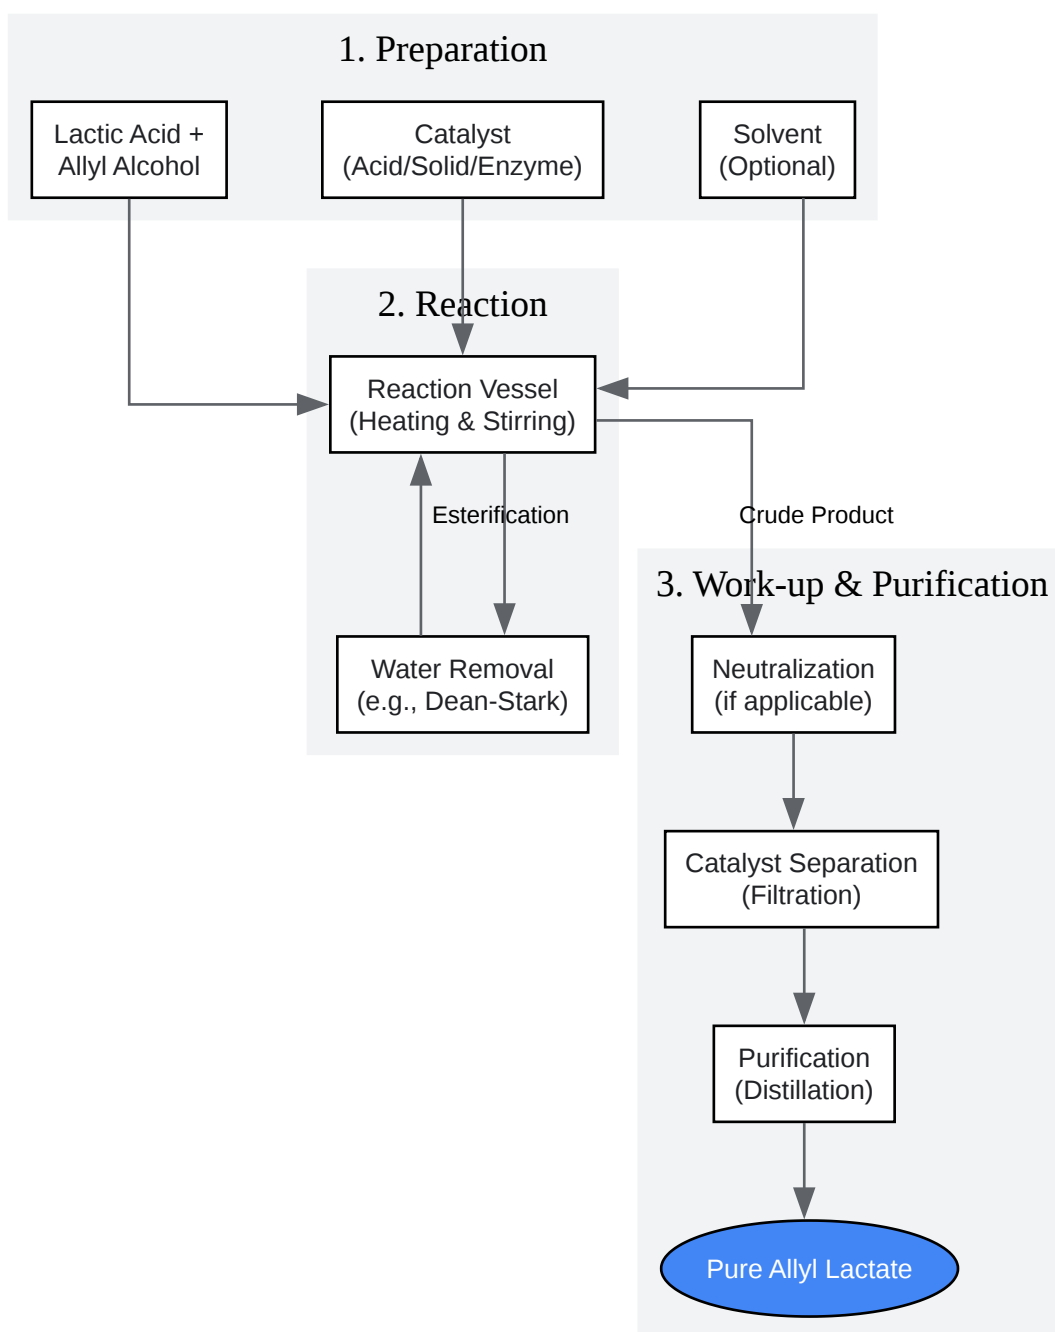 1. Preparation
Lactic Acid +
Allyl Alcohol
Catalyst
(Acid/Solid/Enzyme)
Solvent
(Optional)
2. Reaction
Reaction Vessel
(Heating & Stirring)
Esterification
Crude Product
Water Removal
(e.g., Dean-Stark)
3. Work-up & Purification
Neutralization
(if applicable)
Catalyst Separation
(Filtration)
Purification
(Distillation)
Pure Allyl Lactate